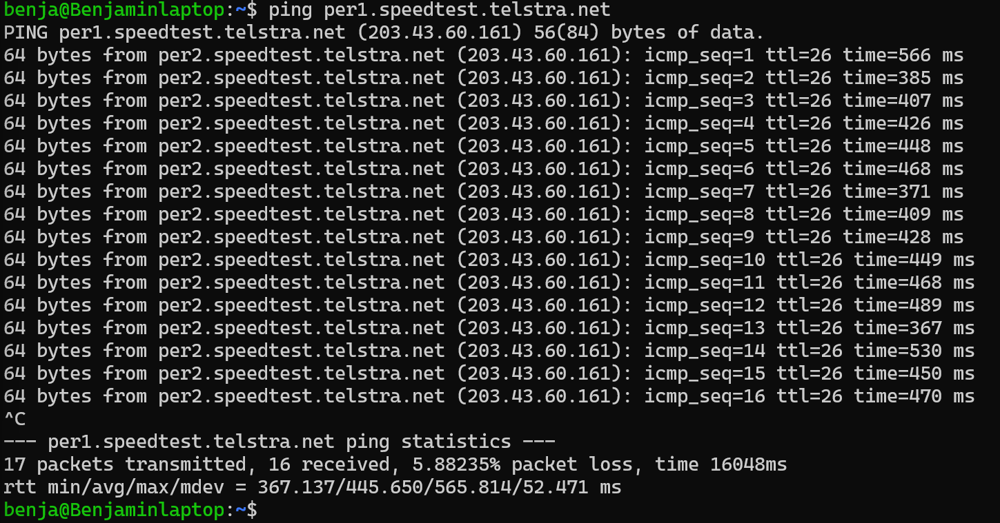 benja@Benjaminlaptop:~$ ping per1.speedtest.telstra.net
PING per1.speedtest.telstra.net (203.43.60.161) 56(84) bytes of data.
64 bytes from per2.speedtest.telstra.net (203.43.60.161): icmp_seq=1 ttl=26 time=566 ms
64 bytes from per2.speedtest.telstra.net (203.43.60.161): icmp_seq=2 ttl=26 time=385 ms
64 bytes from per2.speedtest.telstra.net (203.43.60.161): icmp_seq=3 ttl=26 time=407 ms
64 bytes from per2.speedtest.telstra.net (203.43.60.161): icmp_seq=4 ttl=26 time=426 ms
64 bytes from per2.speedtest.telstra.net (203.43.60.161): icmp_seq=5 ttl=26 time=448 ms
64 bytes from per2.speedtest.telstra.net (203.43.60.161): icmp_seq=6 ttl=26 time=468 ms
64 bytes from per2.speedtest.telstra.net (203.43.60.161): icmp_seq=7 ttl=26 time=371 ms
64 bytes from per2.speedtest.telstra.net (203.43.60.161): icmp_seq=8 ttl=26 time=409 ms
64 bytes from per2.speedtest.telstra.net (203.43.60.161): icmp_seq=9 ttl=26 time=428 ms
64 bytes from per2.speedtest.telstra.net (203.43.60.161): icmp_seq=10 ttl=26 time=449 ms
64 bytes from per2.speedtest.telstra.net (203.43.60.161): icmp_seq=11 ttl=26 time=468 ms
64 bytes from per2.speedtest.telstra.net (203.43.60.161): icmp_seq=12 ttl=26 time=489 ms
64 bytes from per2.speedtest.telstra.net (203.43.60.161): icmp_seq=13 ttl=26 time=367 ms
64 bytes from per2.speedtest.telstra.net (203.43.60.161): icmp_seq=14 ttl=26 time=530 ms
64 bytes from per2.speedtest.telstra.net (203.43.60.161): icmp_seq=15 ttl=26 time=450 ms
64 bytes from per2.speedtest.telstra.net (203.43.60.161): icmp_seq=16 ttl=26 time=470 ms
^C
--- per1.speedtest.telstra.net ping statistics ---
17 packets transmitted, 16 received, 5.88235% packet loss, time 16048ms
rtt min/avg/max/mdev = 367.137/445.650/565.814/52.471 ms
benja@Benjaminlaptop:~$